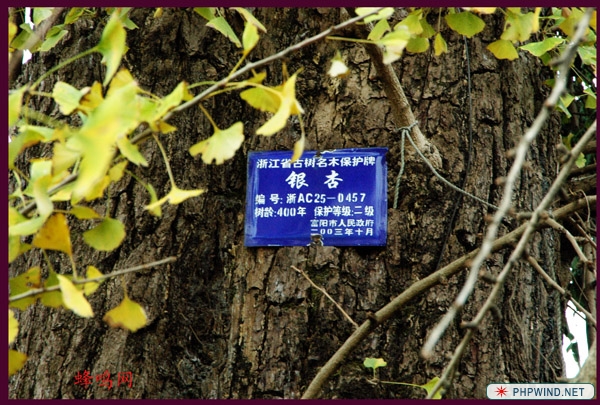 浙江省古树名木保护牌
银杏
编号: 浙AC25-0457
树龄:400年 保护等级:二级
富阳市人民政府
二00三年十月
蜂鸣网
PHPWIND.NET